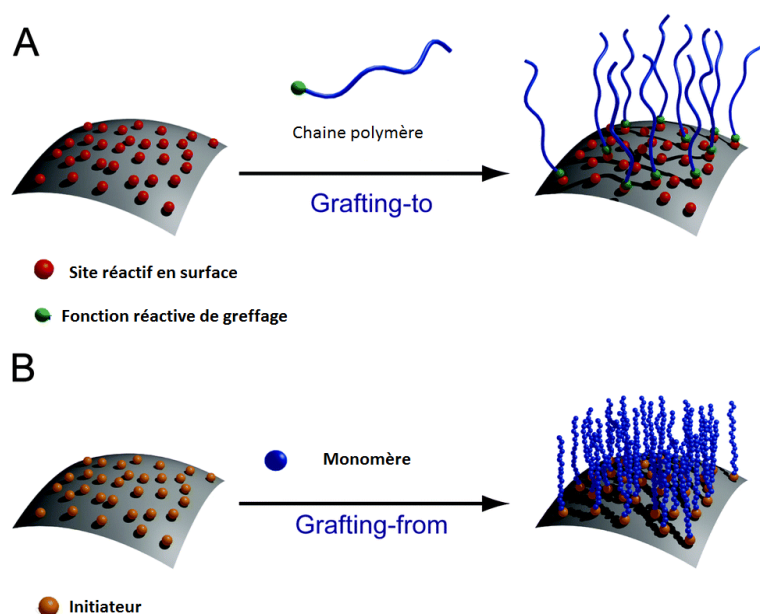 A
Chaine polymère
Grafting-to
Site réactif en surface
Fonction réactive de greffage
B
Monomère
Grafting-from
Initiateur